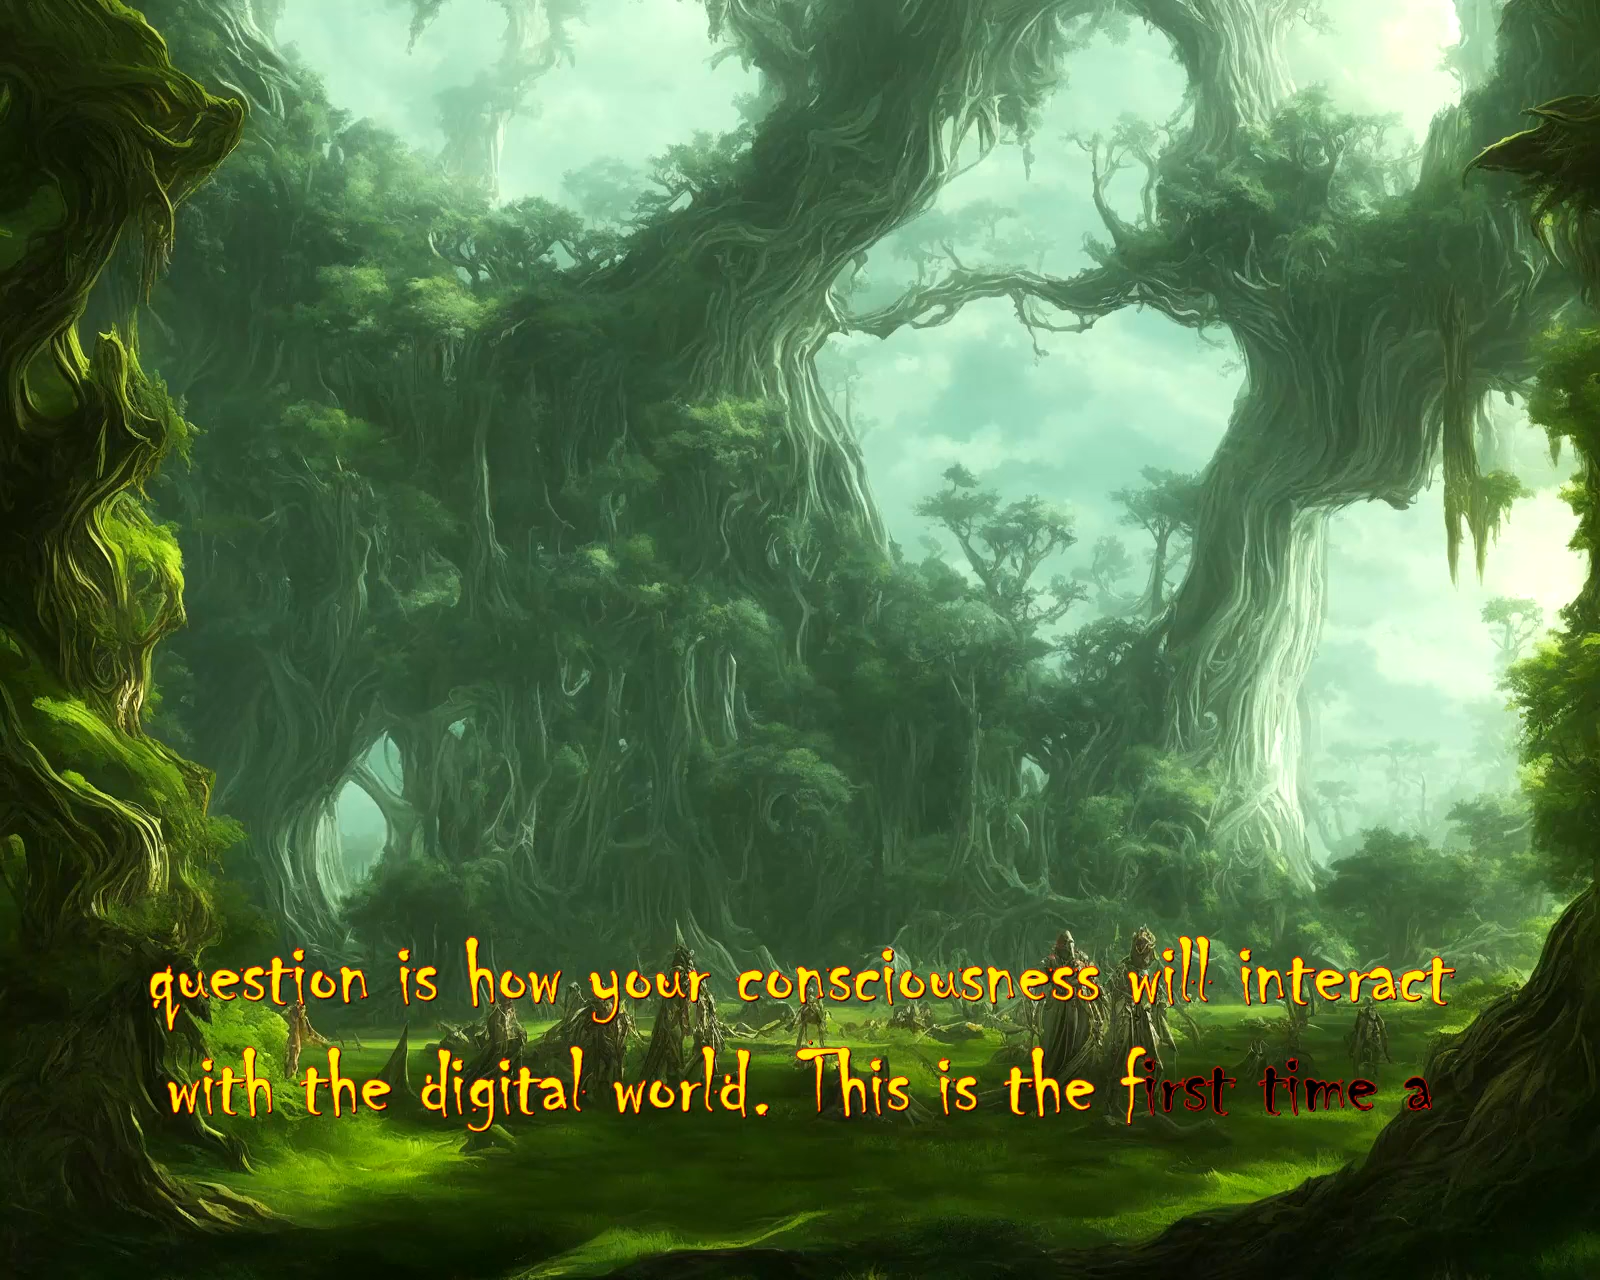 question is how your consciousness will interact
with the digital world. This is the first time a